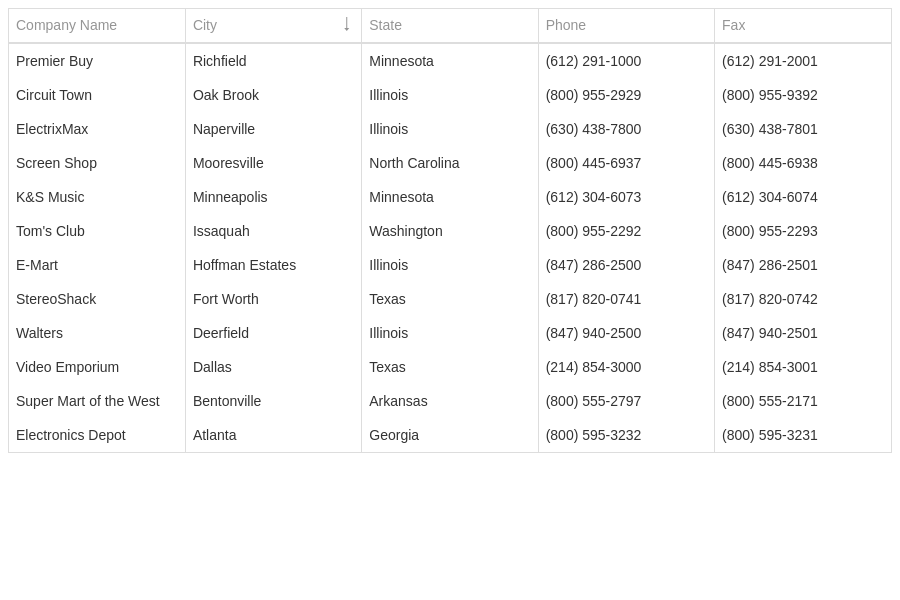 Company Name City State Phone Fax
Premier Buy Richfield Minnesota (612) 291-1000 (612) 291-2001
Circuit Town Oak Brook Illinois (800) 955-2929 (800) 955-9392
ElectrixMax Naperville Illinois (630) 438-7800 (630) 438-7801
Screen Shop Mooresville North Carolina (800) 445-6937 (800) 445-6938
K&S Music Minneapolis Minnesota (612) 304-6073 (612) 304-6074
Tom's Club Issaquah Washington (800) 955-2292 (800) 955-2293
E-Mart Hoffman Estates Illinois (847) 286-2500 (847) 286-2501
StereoShack Fort Worth Texas (817) 820-0741 (817) 820-0742
Walters Deerfield Illinois (847) 940-2500 (847) 940-2501
Video Emporium Dallas Texas (214) 854-3000 (214) 854-3001
Super Mart of the West Bentonville Arkansas (800) 555-2797 (800) 555-2171
Electronics Depot Atlanta Georgia (800) 595-3232 (800) 595-3231